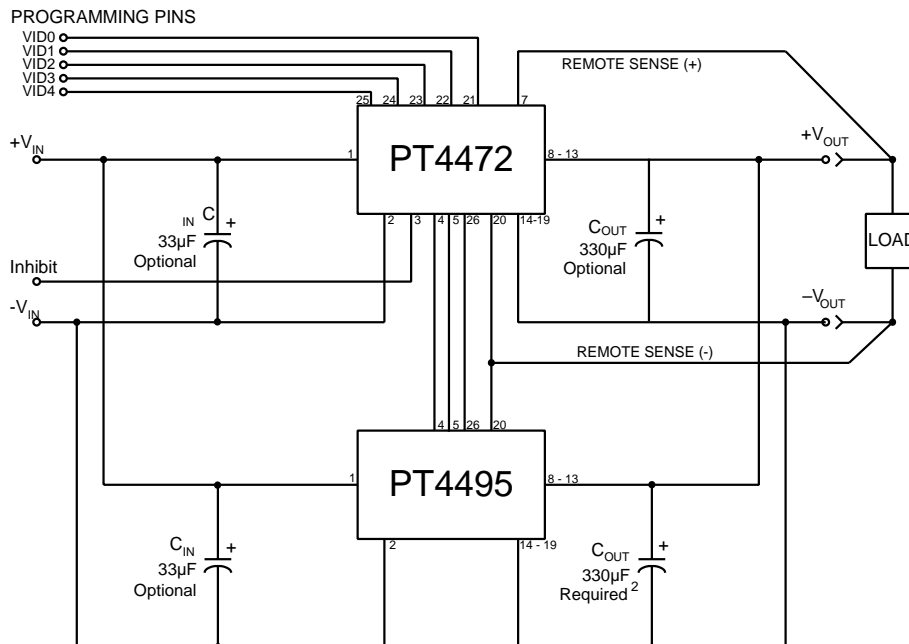 PROGRAMMING PINS
VID0
VID1
VID2
VID3
VID4
25 24 23 22 21 7
REMOTE SENSE (+)
+VIN
1
PT4472
8 - 13
+VOUT
2 3 4 5 26 20 14-19
IN C +
33µF
Optional
COUT +
330µF
Optional
LOAD
Inhibit
-VIN
–VOUT
REMOTE SENSE (-)
4 5 26 20
1
PT4495
8 - 13
2 14 - 19
CIN +
33µF
Optional
COUT +
330µF
Required 2